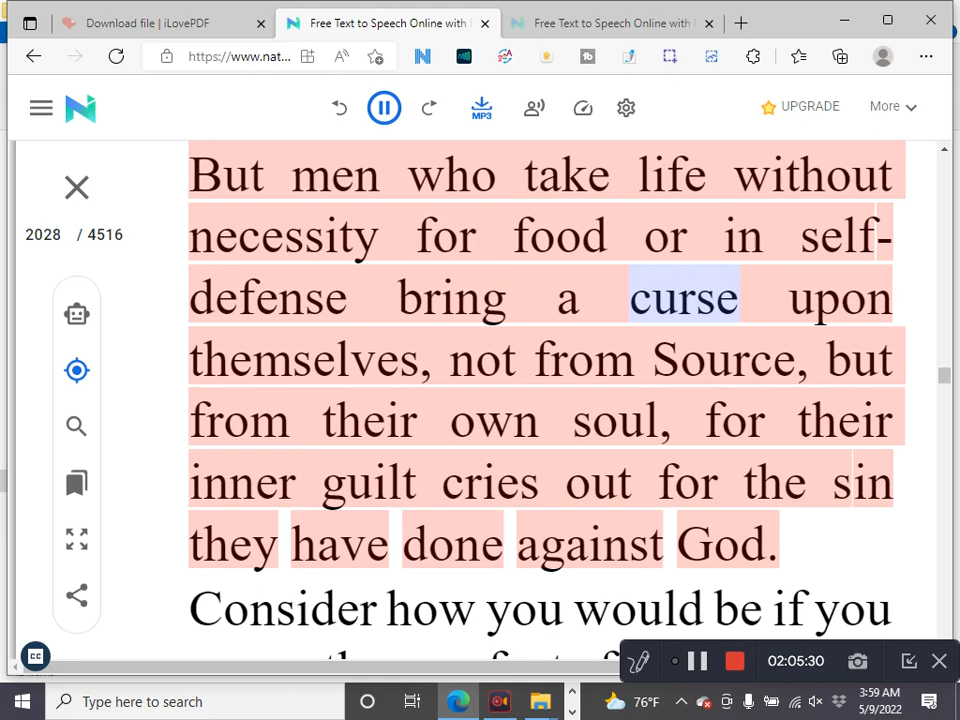 Download file | iLovePDF
Free Text to Speech Online with
Free Text to Speech Online with
https://www.nat...
UPGRADE
More
MP3
But men who take life without
necessity for food or in self-
defense bring a curse upon
themselves, not from Source, but
from their own soul, for their
inner guilt cries out for the sin
they have done against God.
Consider how you would be if you
2028 / 4516
CC
02:05:30
Type here to search
76°F
3:59 AM
5/9/2022